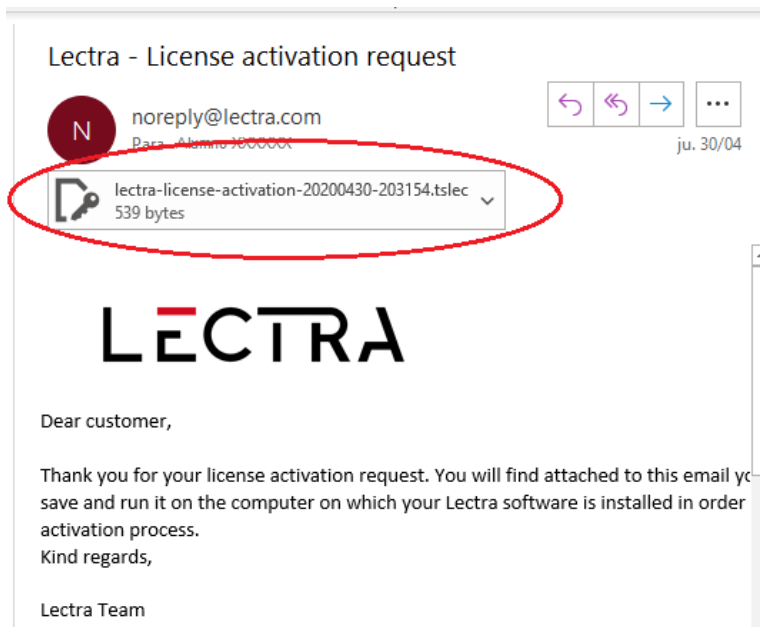 Lectra - License activation request
N
noreply@lectra.com
Para Alumno XXXXXX
ju. 30/04
lectra-license-activation-20200430-203154.tslec
539 bytes
LECTRA
Dear customer,
Thank you for your license activation request. You will find attached to this email
save and run it on the computer on which your Lectra software is installed in order
activation process.
Kind regards,
Lectra Team